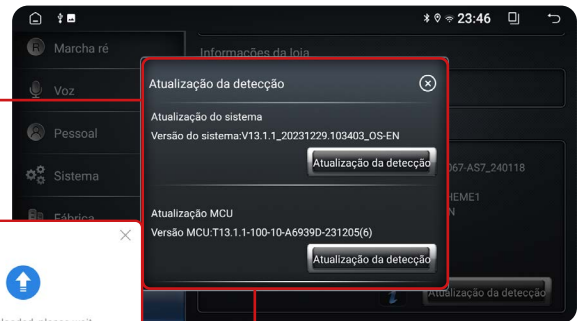 23:46
Marcha ré
Informações da loja
Voz
Pessoal
Sistema
Fábrica
Atualização da detecção
Atualização do sistema
Versão do sistema:V13.1.1_20231229.103403_OS-EN
Atualização da detecção
Atualização MCU
Versão MCU:T13.1.1-100-10-A6939D-231205(6)
Atualização da detecção
067-AS7_240118
HEME1
N
Atualização da detecção